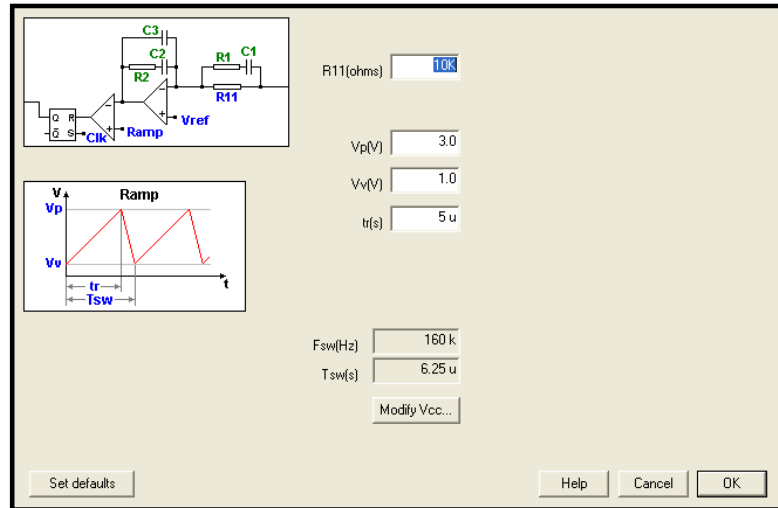 C3
C2
R2
R1 C1
R11
R11(ohms) 10K
Q R
Q S
Clk
Ramp
Vref
Vp(V) 3.0
Vv(V) 1.0
tr(s) 5 u
V
Ramp
Vp
Vv
t
tr
Tsw
Fsw(Hz) 160 k
Tsw(s) 6.25 u
Modify Vcc...
Set defaults Help Cancel OK